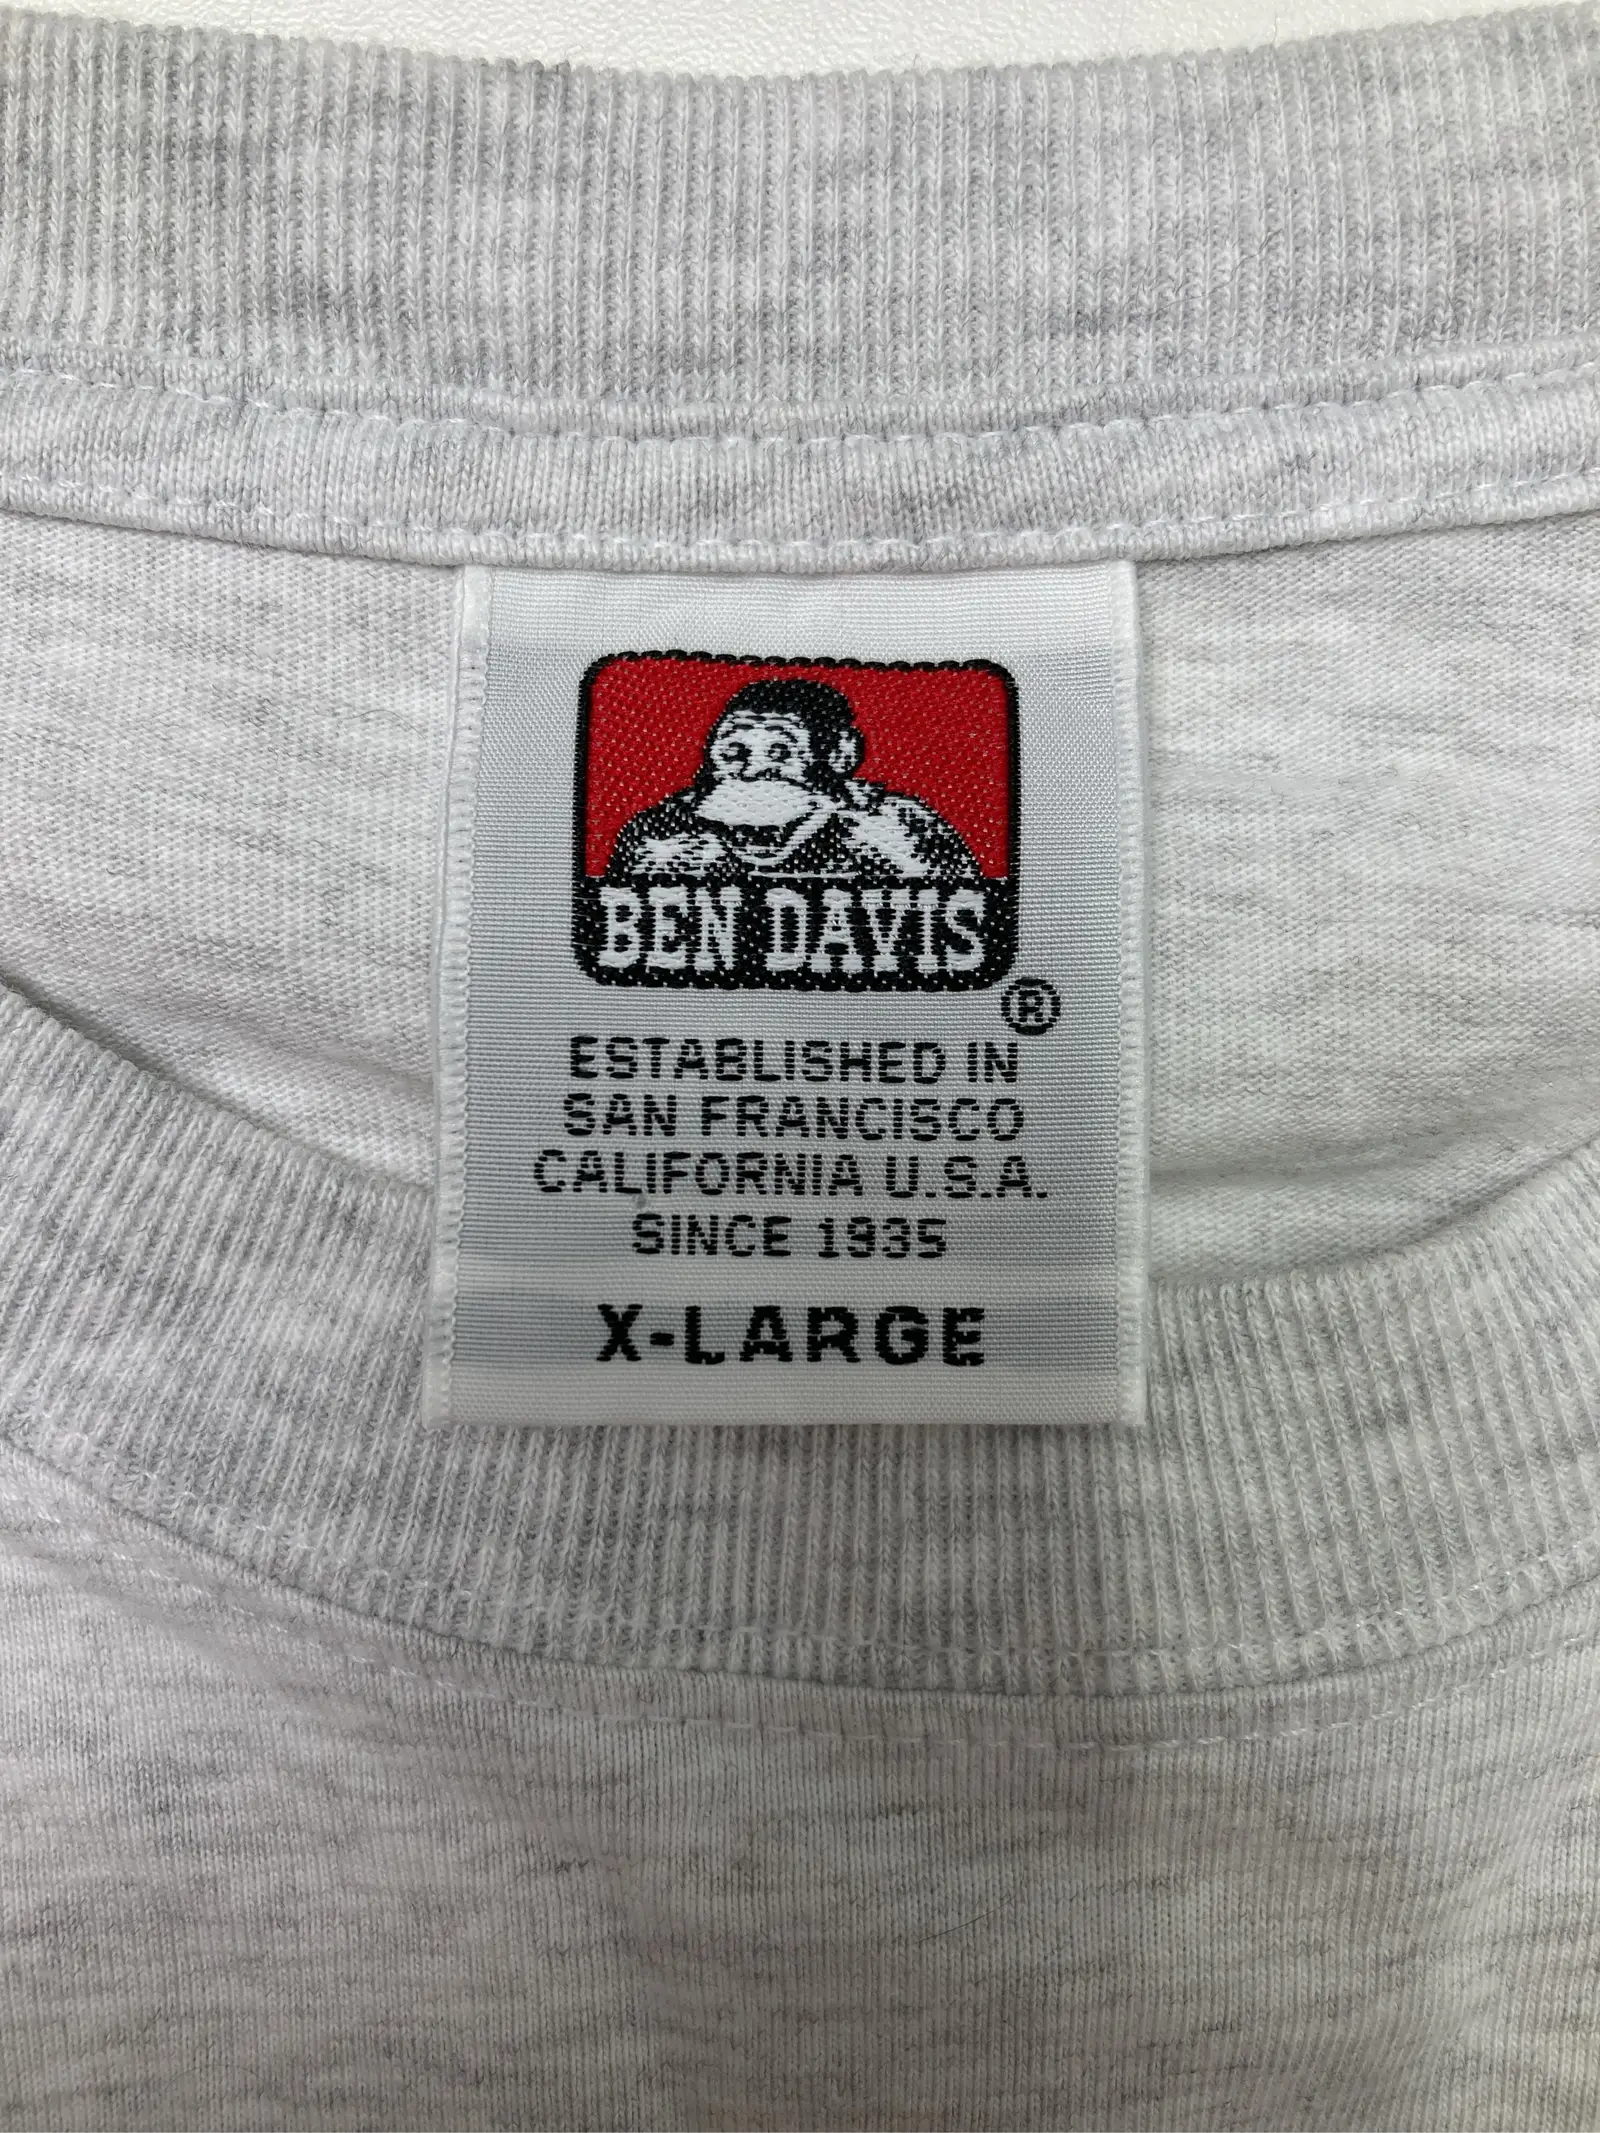 BEN DAVIS
®
ESTABLISHED IN
SAN FRANCISCO
CALIFORNIA U.S.A.
SINCE 1935
X-LARGE